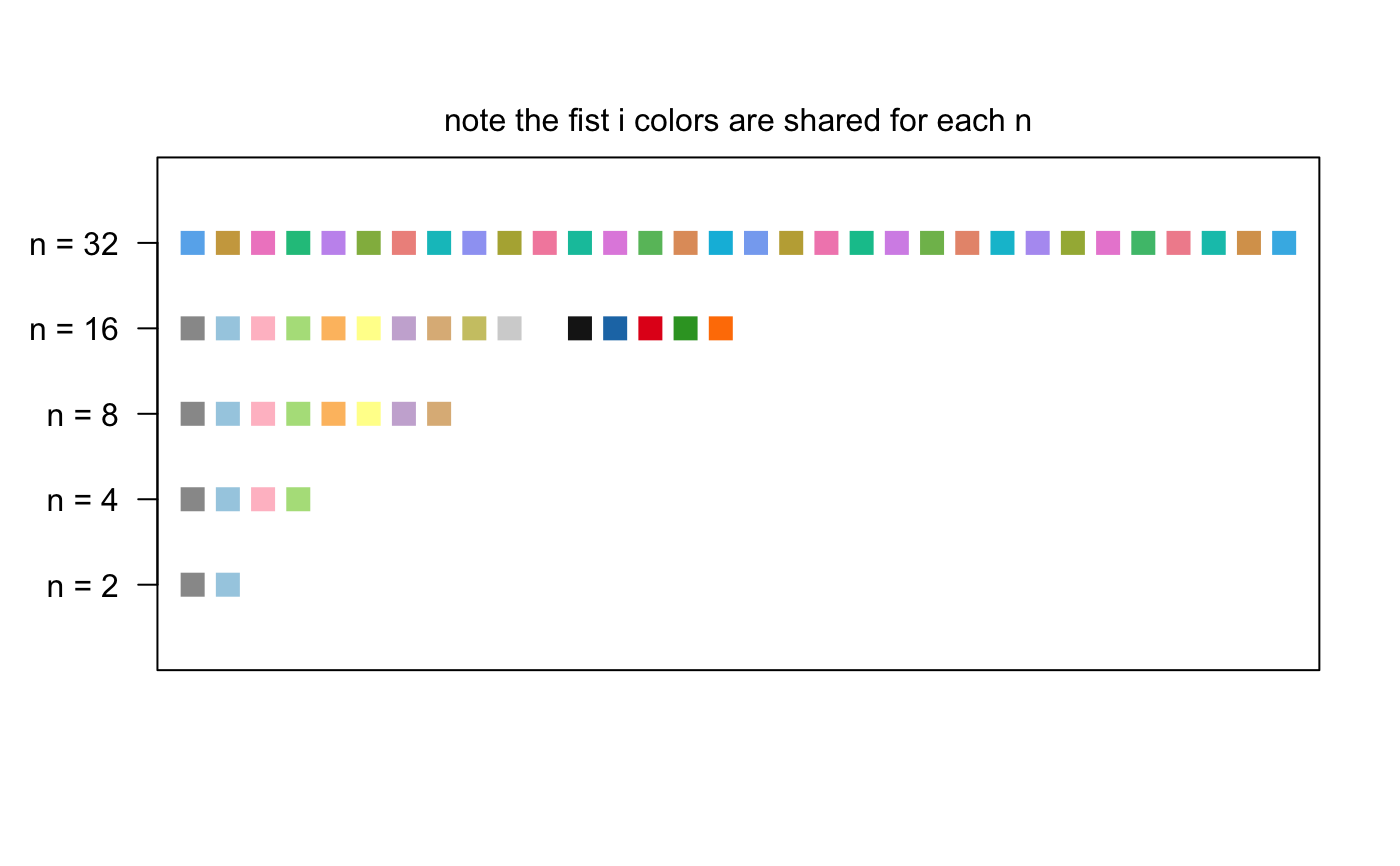 note the fist i colors are shared for each n
n = 32
n = 16
n = 8
n = 4
n = 2